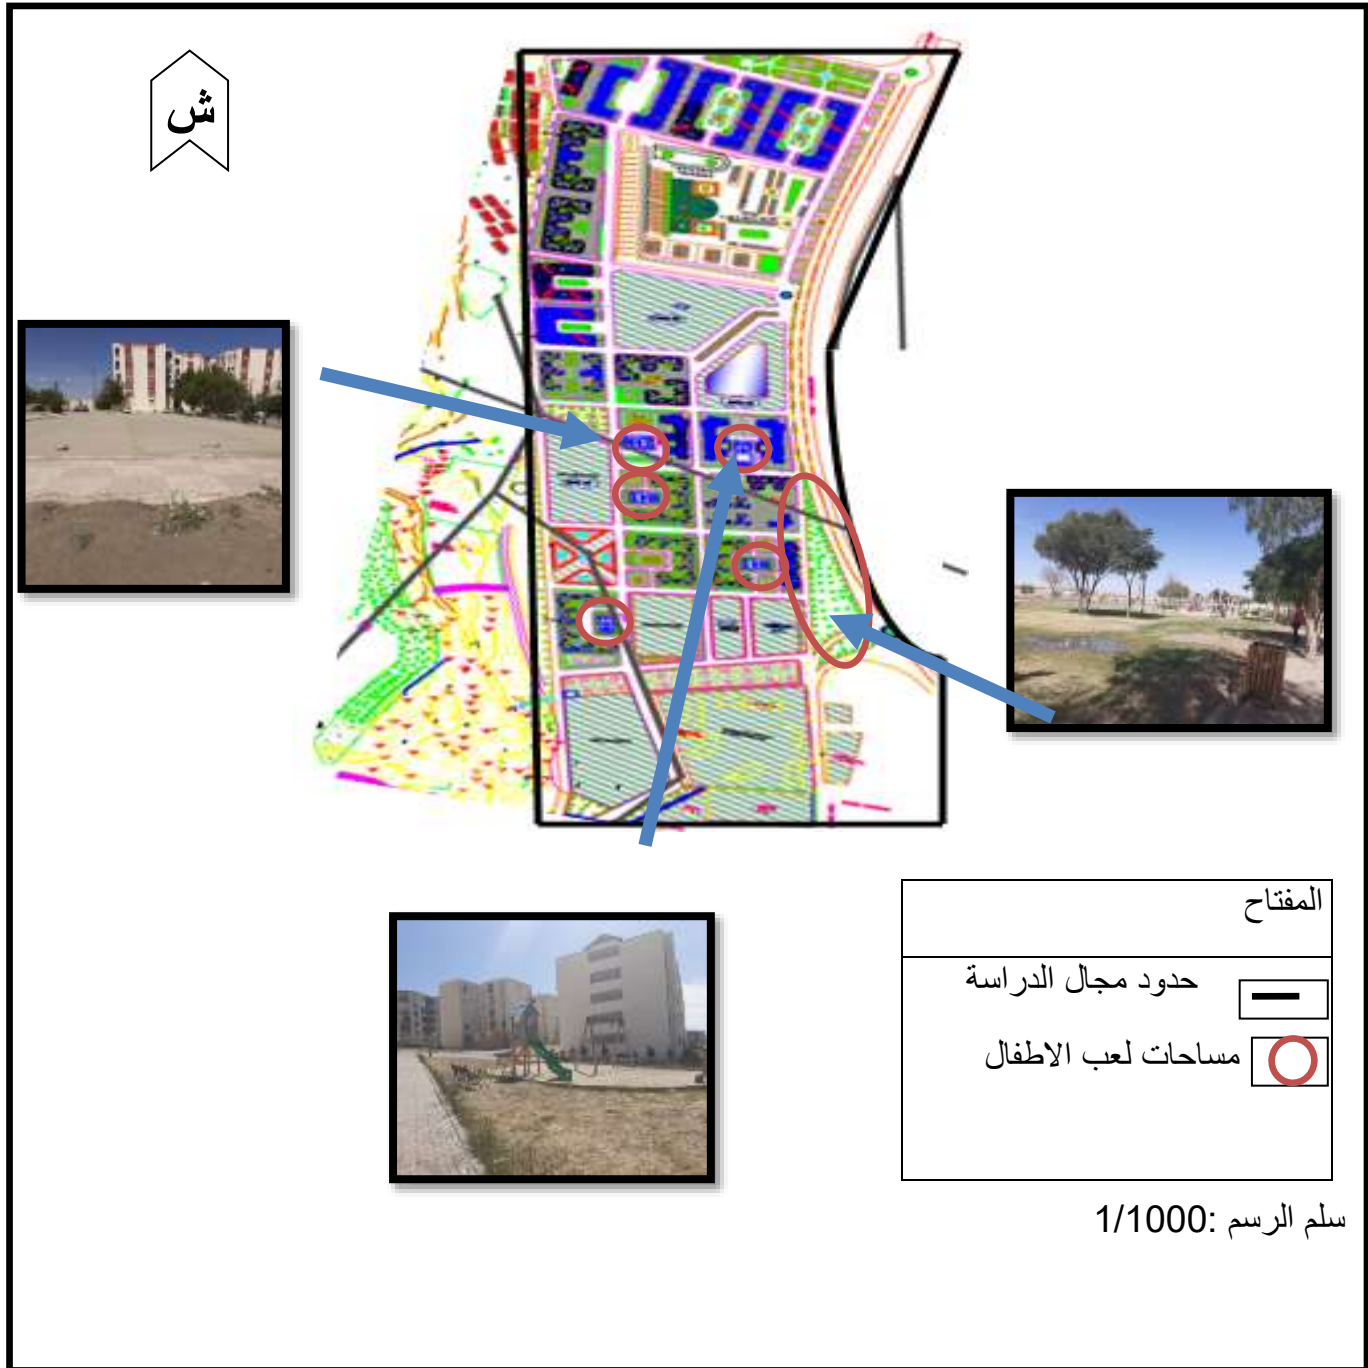 ش
المفتاح
حدود مجال الدراسة
مساحات لعب الاطفال
سلم الرسم :1/1000